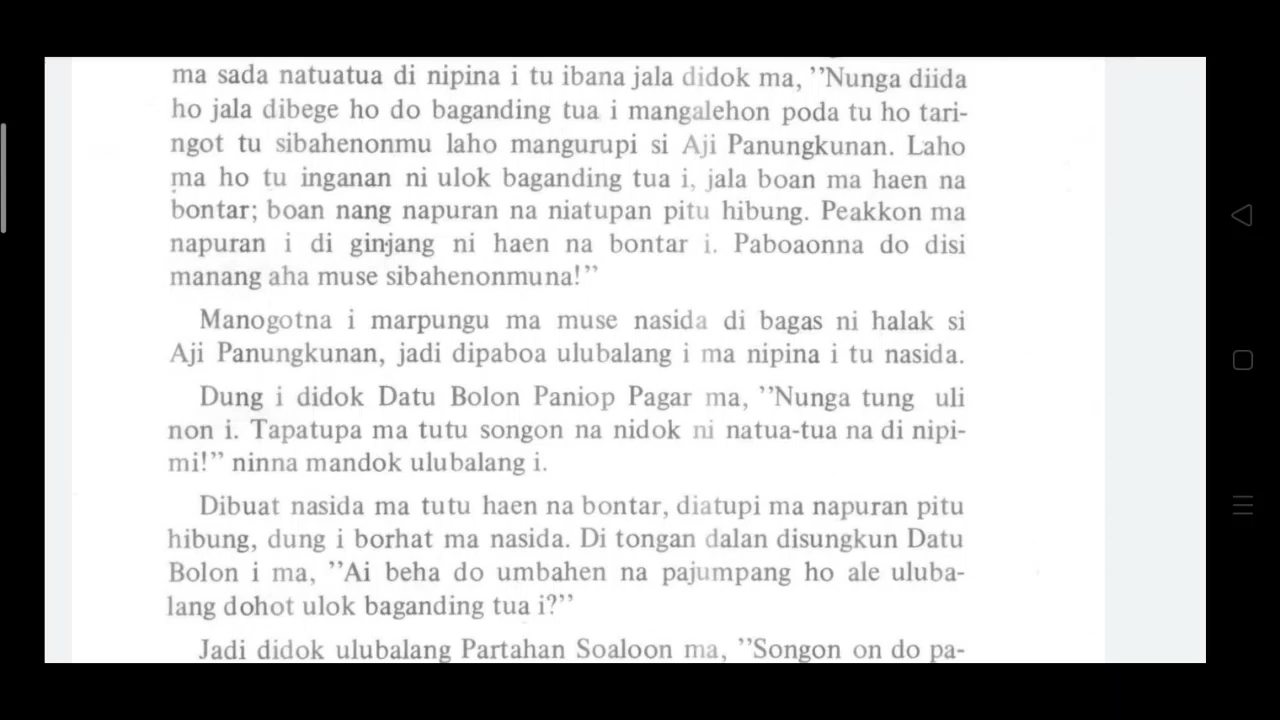 ma sada natuatua di nipina i tu ibana jala didok ma, ”Nunga diida
ho jala dibege ho do baganding tua i mangalehon poda tu ho tari-
ngot tu sibahenonmu laho mangurupi si Aji Panungkunan. Laho
ma ho tu inganan ni ulok baganding tua i, jala boan ma haen na
bontar; boan nang napuran na niatupan pitu hibung. Peakkon ma
napuran i di ginjang ni haen na bontar i. Paboaonna do disi
manang aha muse sibahenonmuna!”
Manogotna i marpungu ma muse nasida di bagas ni halak si
Aji Panungkunan, jadi dipaboa ulubalang i ma nipina i tu nasida.
Dung i didok Datu Bolon Paniop Pagar ma, ”Nunga tung uli
non i. Tapatupa ma tutu songon na nidok ni natua-tua na di nipi-
mi!” ninna mandok ulubalang i.
Dibuat nasida ma tutu haen na bontar, diatupi ma napuran pitu
hibung, dung i borhat ma nasida. Di tongan dalan disungkun Datu
Bolon i ma, ”Ai beha do umbahen na pajumpang ho ale uluba-
lang dohot ulok baganding tua i?”
Jadi didok ulubalang Partahan Soaloon ma, ”Songon on do pa-